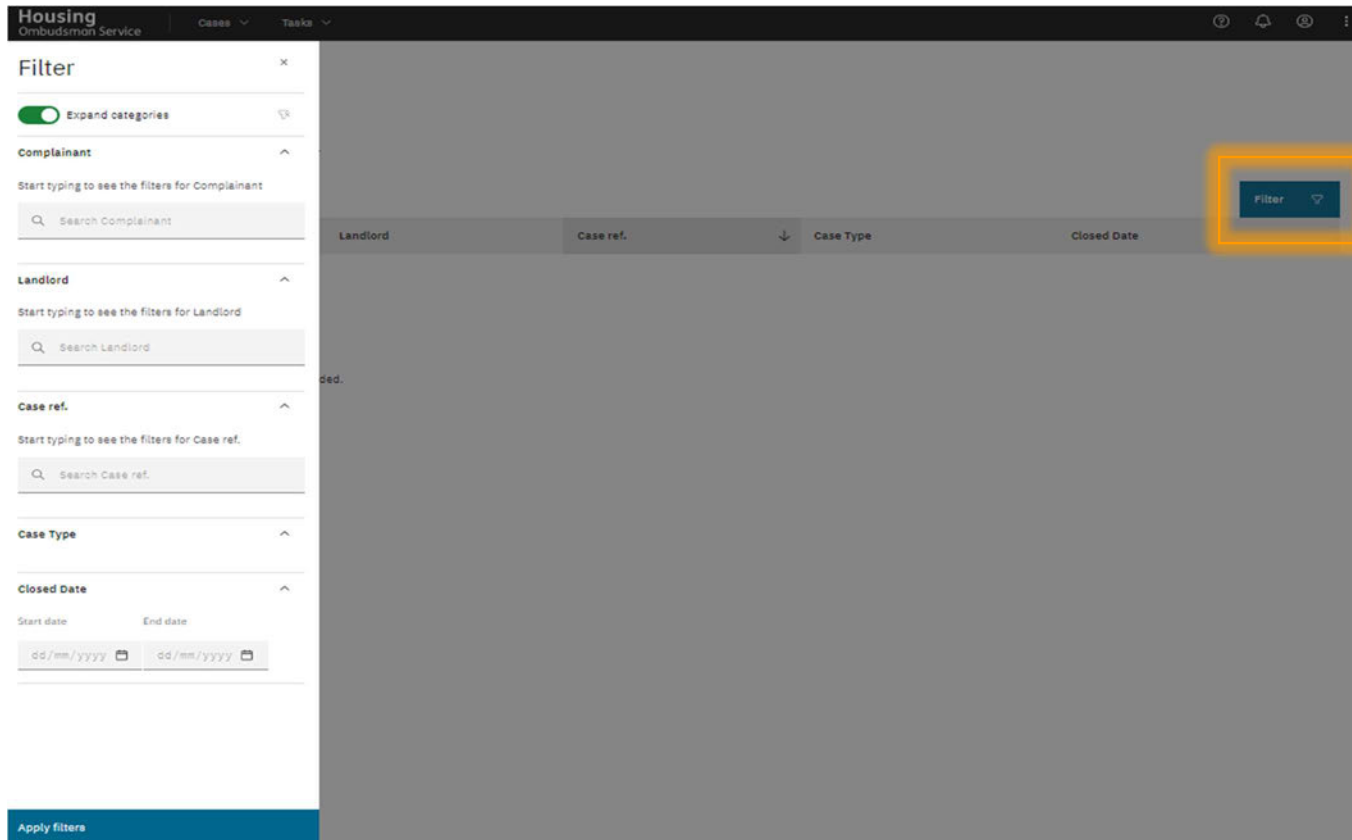 Housing
Ombudsman Service
Cases
Tasks
Filter
Expand categories
Complainant
Start typing to see the filters for Complainant
Search Complainant
Landlord
Start typing to see the filters for Landlord
Search Landlord
Case ref.
Start typing to see the filters for Case ref.
Search Case ref.
Case Type
Closed Date
Start date End date
dd/mm/yyyy dd/mm/yyyy
Apply filters
Filter
Landlord Case ref. Case Type Closed Date
ded.